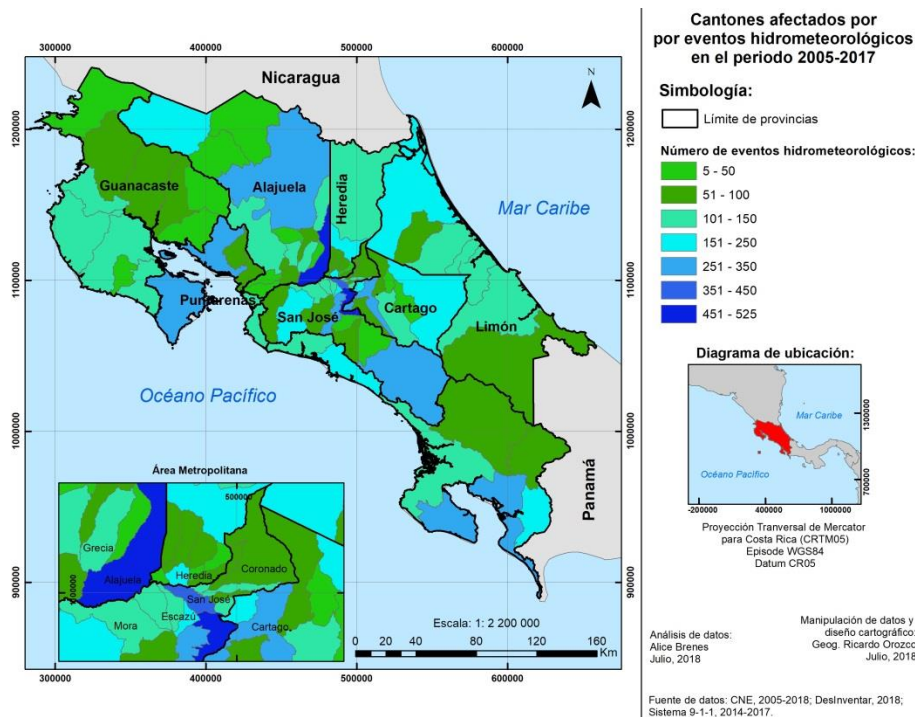 300000
400000
500000
600000
Nicaragua
N
1200000
1200000
Guanacaste
Alajuela
Heredia
Mar Caribe
1100000
1100000
Puntarenas
San José
Cartago
Limón
Océano Pacífico
1000000
1000000
Panamá
Área Metropolitana
500000
Grecia
Alajuela
Heredia
Coronado
San José
Escazú
Mora
Cartago
900000
Escala: 1: 2 200 000
0 20 40 80 120 160
Km
300000
400000
500000
600000
Cantones afectados por
por eventos hidrometeorológicos
en el periodo 2005-2017
Simbología:
Límite de provincias
Número de eventos hidrometeorológicos:
5 - 50
51 - 100
101 - 150
151 - 250
251 - 350
351 - 450
451 - 525
Diagrama de ubicación:
Mar Caribe
Océano Pacífico
1300000
700000
-200000
400000
1000000
Proyección Tranversal de Mercator
para Costa Rica (CRTM05)
Episode WGS84
Datum CR05
Análisis de datos:
Alice Brenes
Julio, 2018
Manipulación de datos y
diseño cartográfico:
Geog. Ricardo Orozco
Julio, 2018
Fuente de datos: CNE, 2005-2018; DesInventar, 2018;
Sistema 9-1-1, 2014-2017.